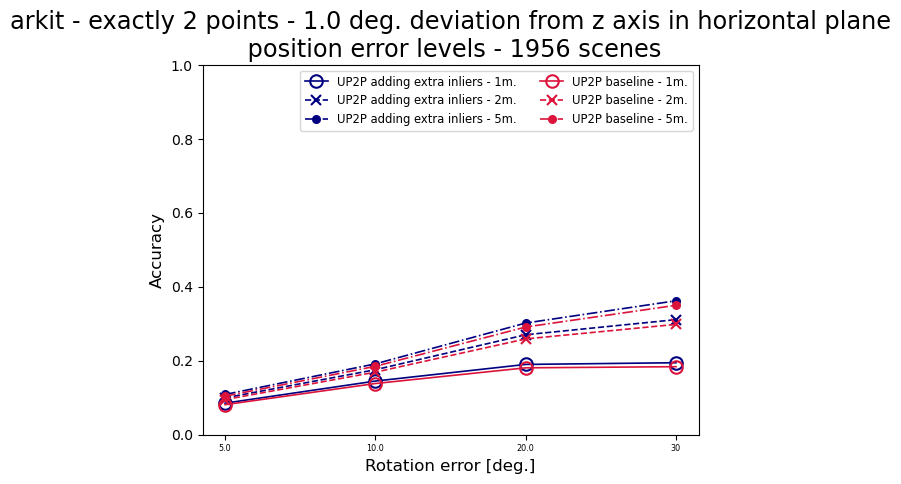 arkit - exactly 2 points - 1.0 deg. deviation from z axis in horizontal plane
position error levels - 1956 scenes
UP2P adding extra inliers - 1m.
UP2P adding extra inliers - 2m.
UP2P adding extra inliers - 5m.
UP2P baseline - 1m.
UP2P baseline - 2m.
UP2P baseline - 5m.
Accuracy
1.0
0.8
0.6
0.4
0.2
0.0
5.0 10.0 20.0 30
Rotation error [deg.]